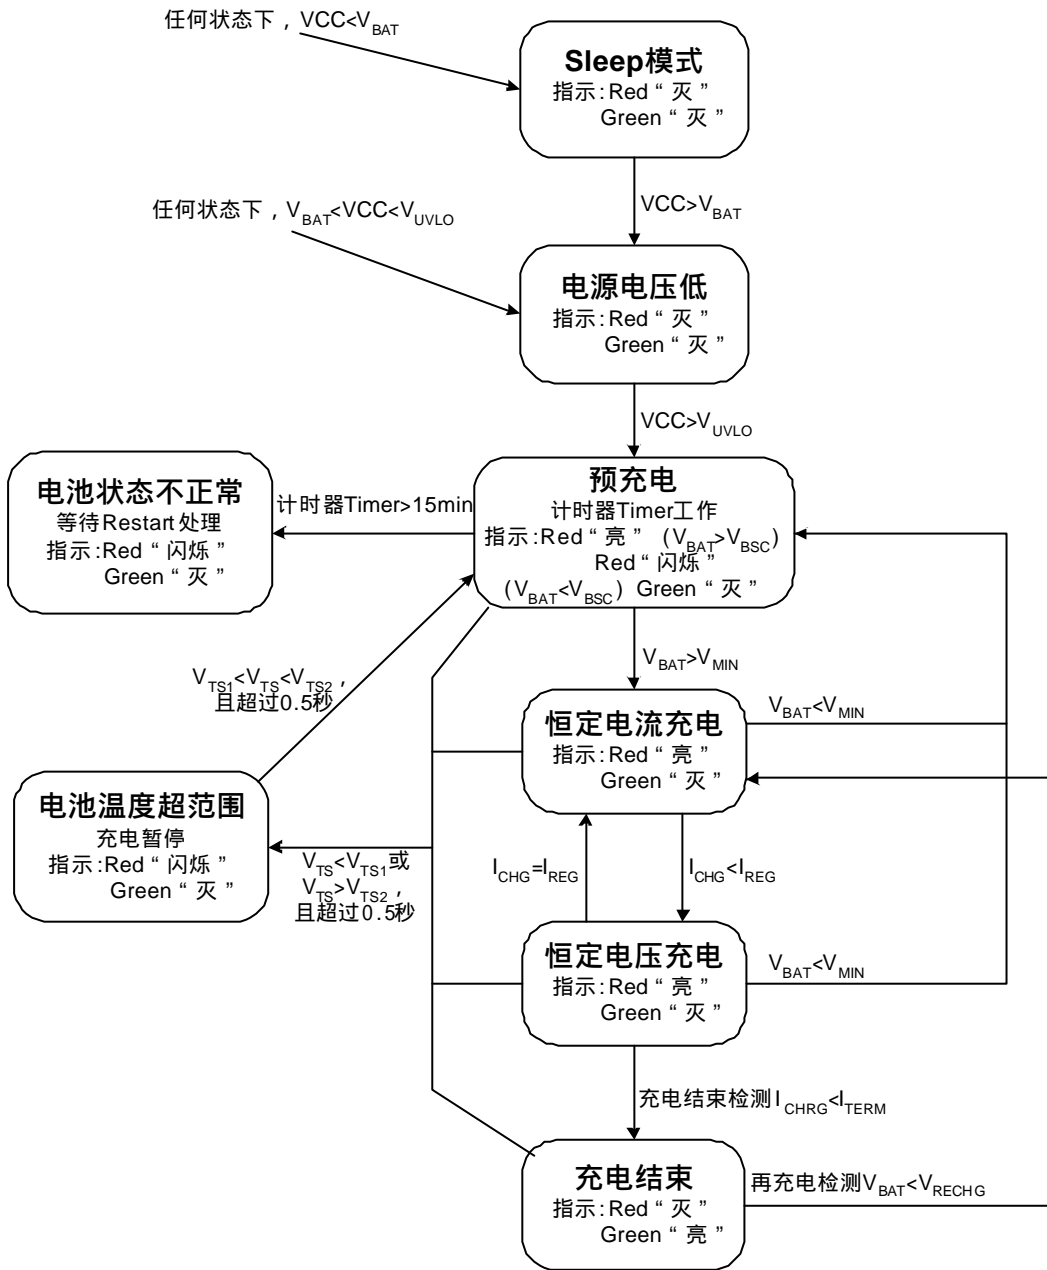 任何状态下，VCC<V_BAT
Sleep模式
指示:Red“灭”
Green“灭”
VCC>V_BAT
任何状态下，V_BAT<VCC<V_UVLO
电源电压低
指示:Red“灭”
Green“灭”
VCC>V_UVLO
电池状态不正常
等待Restart处理
指示:Red“闪烁”
Green“灭”
计时器Timer>15min
预充电
计时器Timer工作
指示:Red“亮” (V_BAT>V_BSC)
Red“闪烁”
(V_BAT<V_BSC) Green“灭”
V_BAT>V_MIN
V_TS1<V_TS<V_TS2，
且超过0.5秒
恒定电流充电
指示:Red“亮”
Green“灭”
V_BAT<V_MIN
电池温度超范围
充电暂停
指示:Red“闪烁”
Green“灭”
V_TS<V_TS1或
V_TS>V_TS2，
且超过0.5秒
I_CHG=I_REG
I_CHG<I_REG
恒定电压充电
指示:Red“亮”
Green“灭”
V_BAT<V_MIN
充电结束检测I_CHRG<I_TERM
充电结束
指示:Red“灭”
Green“亮”
再充电检测V_BAT<V_RECHG